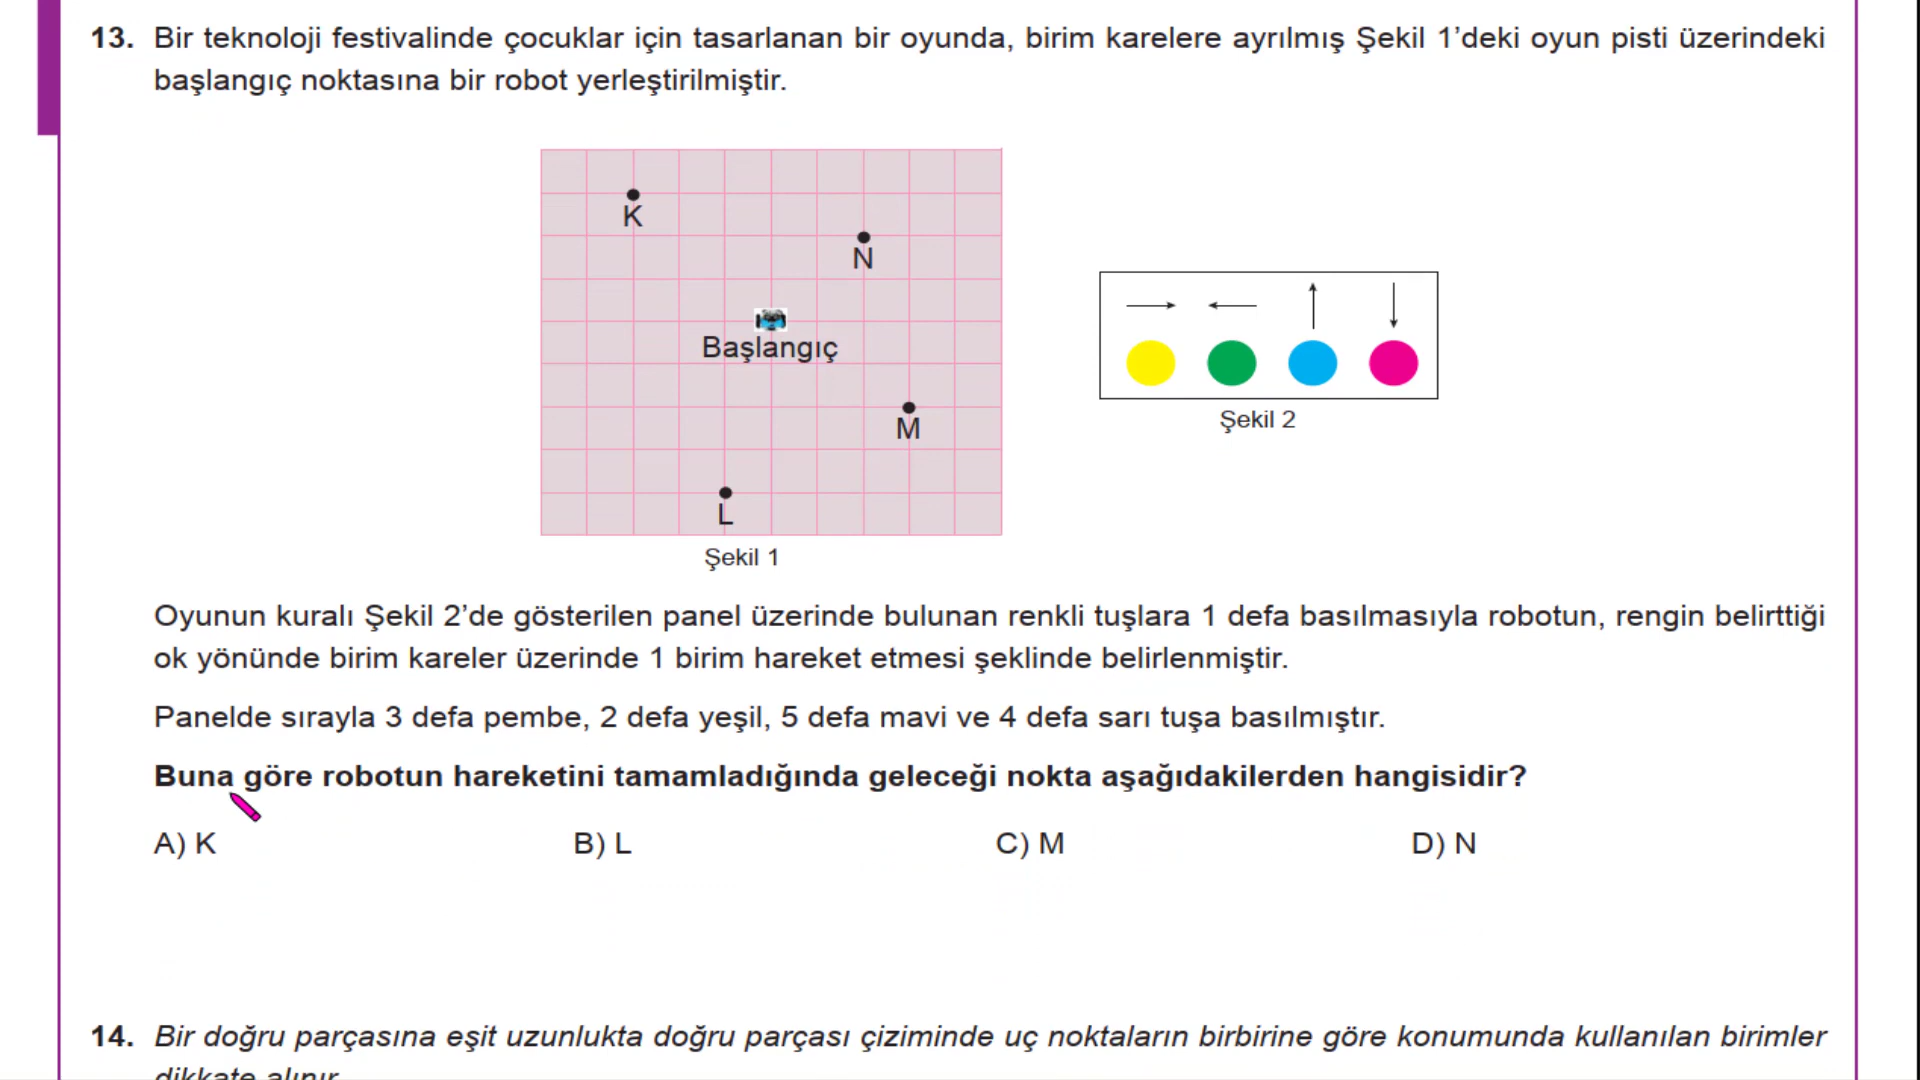 13. Bir teknoloji festivalinde çocuklar için tasarlanan bir oyunda, birim karelere ayrılmış Şekil 1’deki oyun pisti üzerindeki
başlangıç noktasına bir robot yerleştirilmiştir.
K
N
Başlangıç
M
L
Şekil 1
Şekil 2
Oyunun kuralı Şekil 2’de gösterilen panel üzerinde bulunan renkli tuşlara 1 defa basılmasıyla robotun, rengin belirttiği
ok yönünde birim kareler üzerinde 1 birim hareket etmesi şeklinde belirlenmiştir.
Panelde sırayla 3 defa pembe, 2 defa yeşil, 5 defa mavi ve 4 defa sarı tuşa basılmıştır.
Buna göre robotun hareketini tamamladığında geleceği nokta aşağıdakilerden hangisidir?
A) K B) L C) M D) N
14. Bir doğru parçasına eşit uzunlukta doğru parçası çiziminde uç noktaların birbirine göre konumunda kullanılan birimler
dikkate alınır.